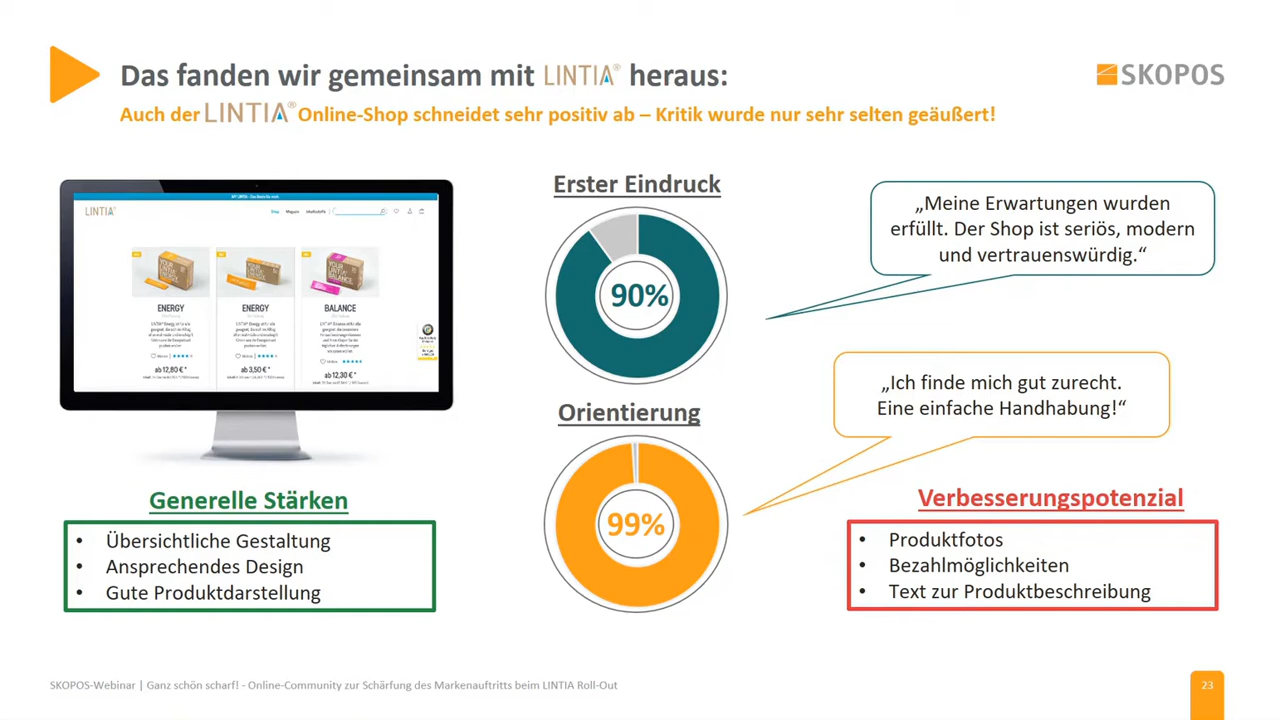 Das fanden wir gemeinsam mit LINTIA® heraus:
SKOPOS
Auch der LINTIA® Online-Shop schneidet sehr positiv ab – Kritik wurde nur sehr selten geäußert!
LINTIA®
Shop Magazin
ENERGY
ENERGY
BALANCE
ab 12,80 € *
ab 3,50 € *
ab 12,30 € *
Erster Eindruck
90%
„Meine Erwartungen wurden
erfüllt. Der Shop ist seriös, modern
und vertrauenswürdig.“
Orientierung
99%
„Ich finde mich gut zurecht.
Eine einfache Handhabung!“
Generelle Stärken
• Übersichtliche Gestaltung
• Ansprechendes Design
• Gute Produktdarstellung
Verbesserungspotenzial
• Produktfotos
• Bezahlmöglichkeiten
• Text zur Produktbeschreibung
SKOPOS-Webinar | Ganz schön scharf! - Online-Community zur Schärfung des Markenauftritts beim LINTIA Roll-Out
23